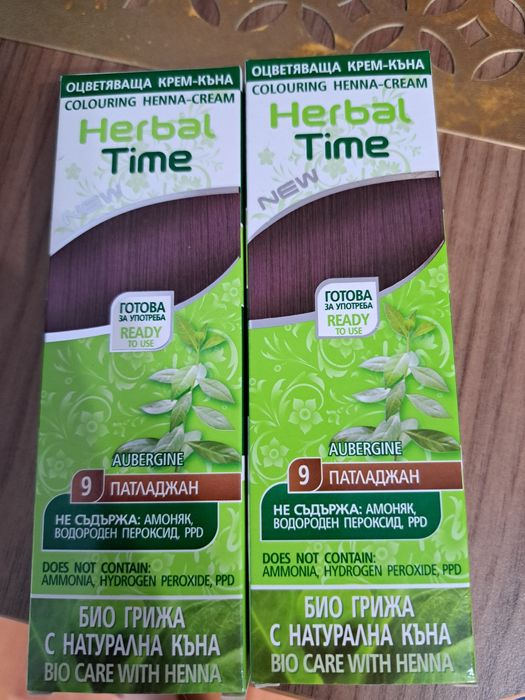 ОЦВЕТЯВАЩА КРЕМ-КЪНА
COLOURING HENNA-CREAM
Herbal
Time
NEW
ГОТОВА
ЗА УПОТРЕБА
READY
TO USE
AUBERGINE
9 ПАТЛАДЖАН
НЕ СЪДЪРЖА: АМОНЯК,
ВОДОРОДЕН ПЕРОКСИД, PPD
DOES NOT CONTAIN:
AMMONIA, HYDROGEN PEROXIDE, PPD
БИО ГРИЖА
С НАТУРАЛНА КЪНА
BIO CARE WITH HENNA
ОЦВЕТЯВАЩА КРЕМ-КЪНА
COLOURING HENNA-CREAM
Herbal
Time
NEW
ГОТОВА
ЗА УПОТРЕБА
READY
TO USE
AUBERGINE
9 ПАТЛАДЖАН
НЕ СЪДЪРЖА: АМОНЯК,
ВОДОРОДЕН ПЕРОКСИД, PPD
DOES NOT CONTAIN:
AMMONIA, HYDROGEN PEROXIDE, PPD
БИО ГРИЖА
С НАТУРАЛНА КЪНА
BIO CARE WITH HENNA